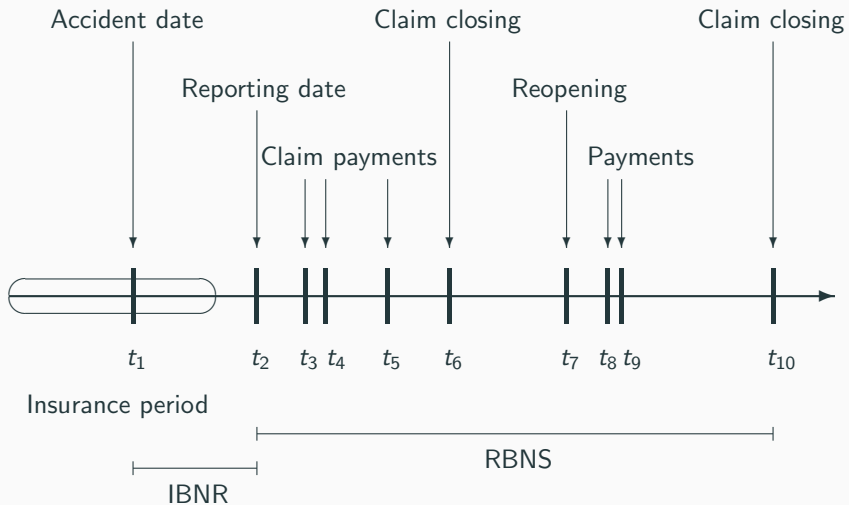 Accident date
Claim closing
Claim closing
Reporting date
Reopening
Claim payments
Payments
t1 t2 t3 t4 t5 t6 t7 t8 t9 t10
Insurance period
RBNS
IBNR